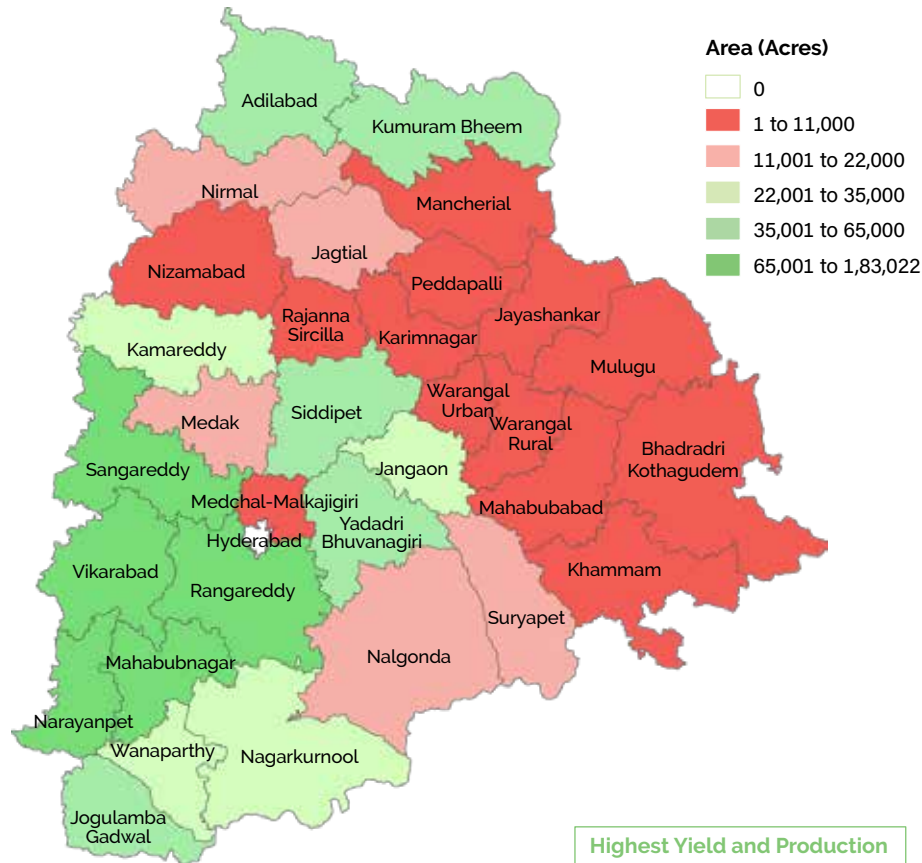 Area (Acres)
0
1 to 11,000
11,001 to 22,000
22,001 to 35,000
35,001 to 65,000
65,001 to 1,83,022
Adilabad
Kumuram Bheem
Nirmal
Mancherial
Jagtial
Nizamabad
Peddapalli
Rajanna
Sircilla
Jayashankar
Karimnagar
Kamareddy
Mulugu
Warangal
Urban
Siddipet
Medak
Warangal
Rural
Bhadradri
Kothagudem
Sangareddy
Jangaon
Medchal-Malkajigiri
Mahabubabad
Yadadri
Bhuvanagiri
Hyderabad
Vikarabad
Khammam
Rangareddy
Suryapet
Nalgonda
Mahabubnagar
Narayanpet
Wanaparthy
Nagarkurnool
Jogulamba
Gadwal
Highest Yield and Production